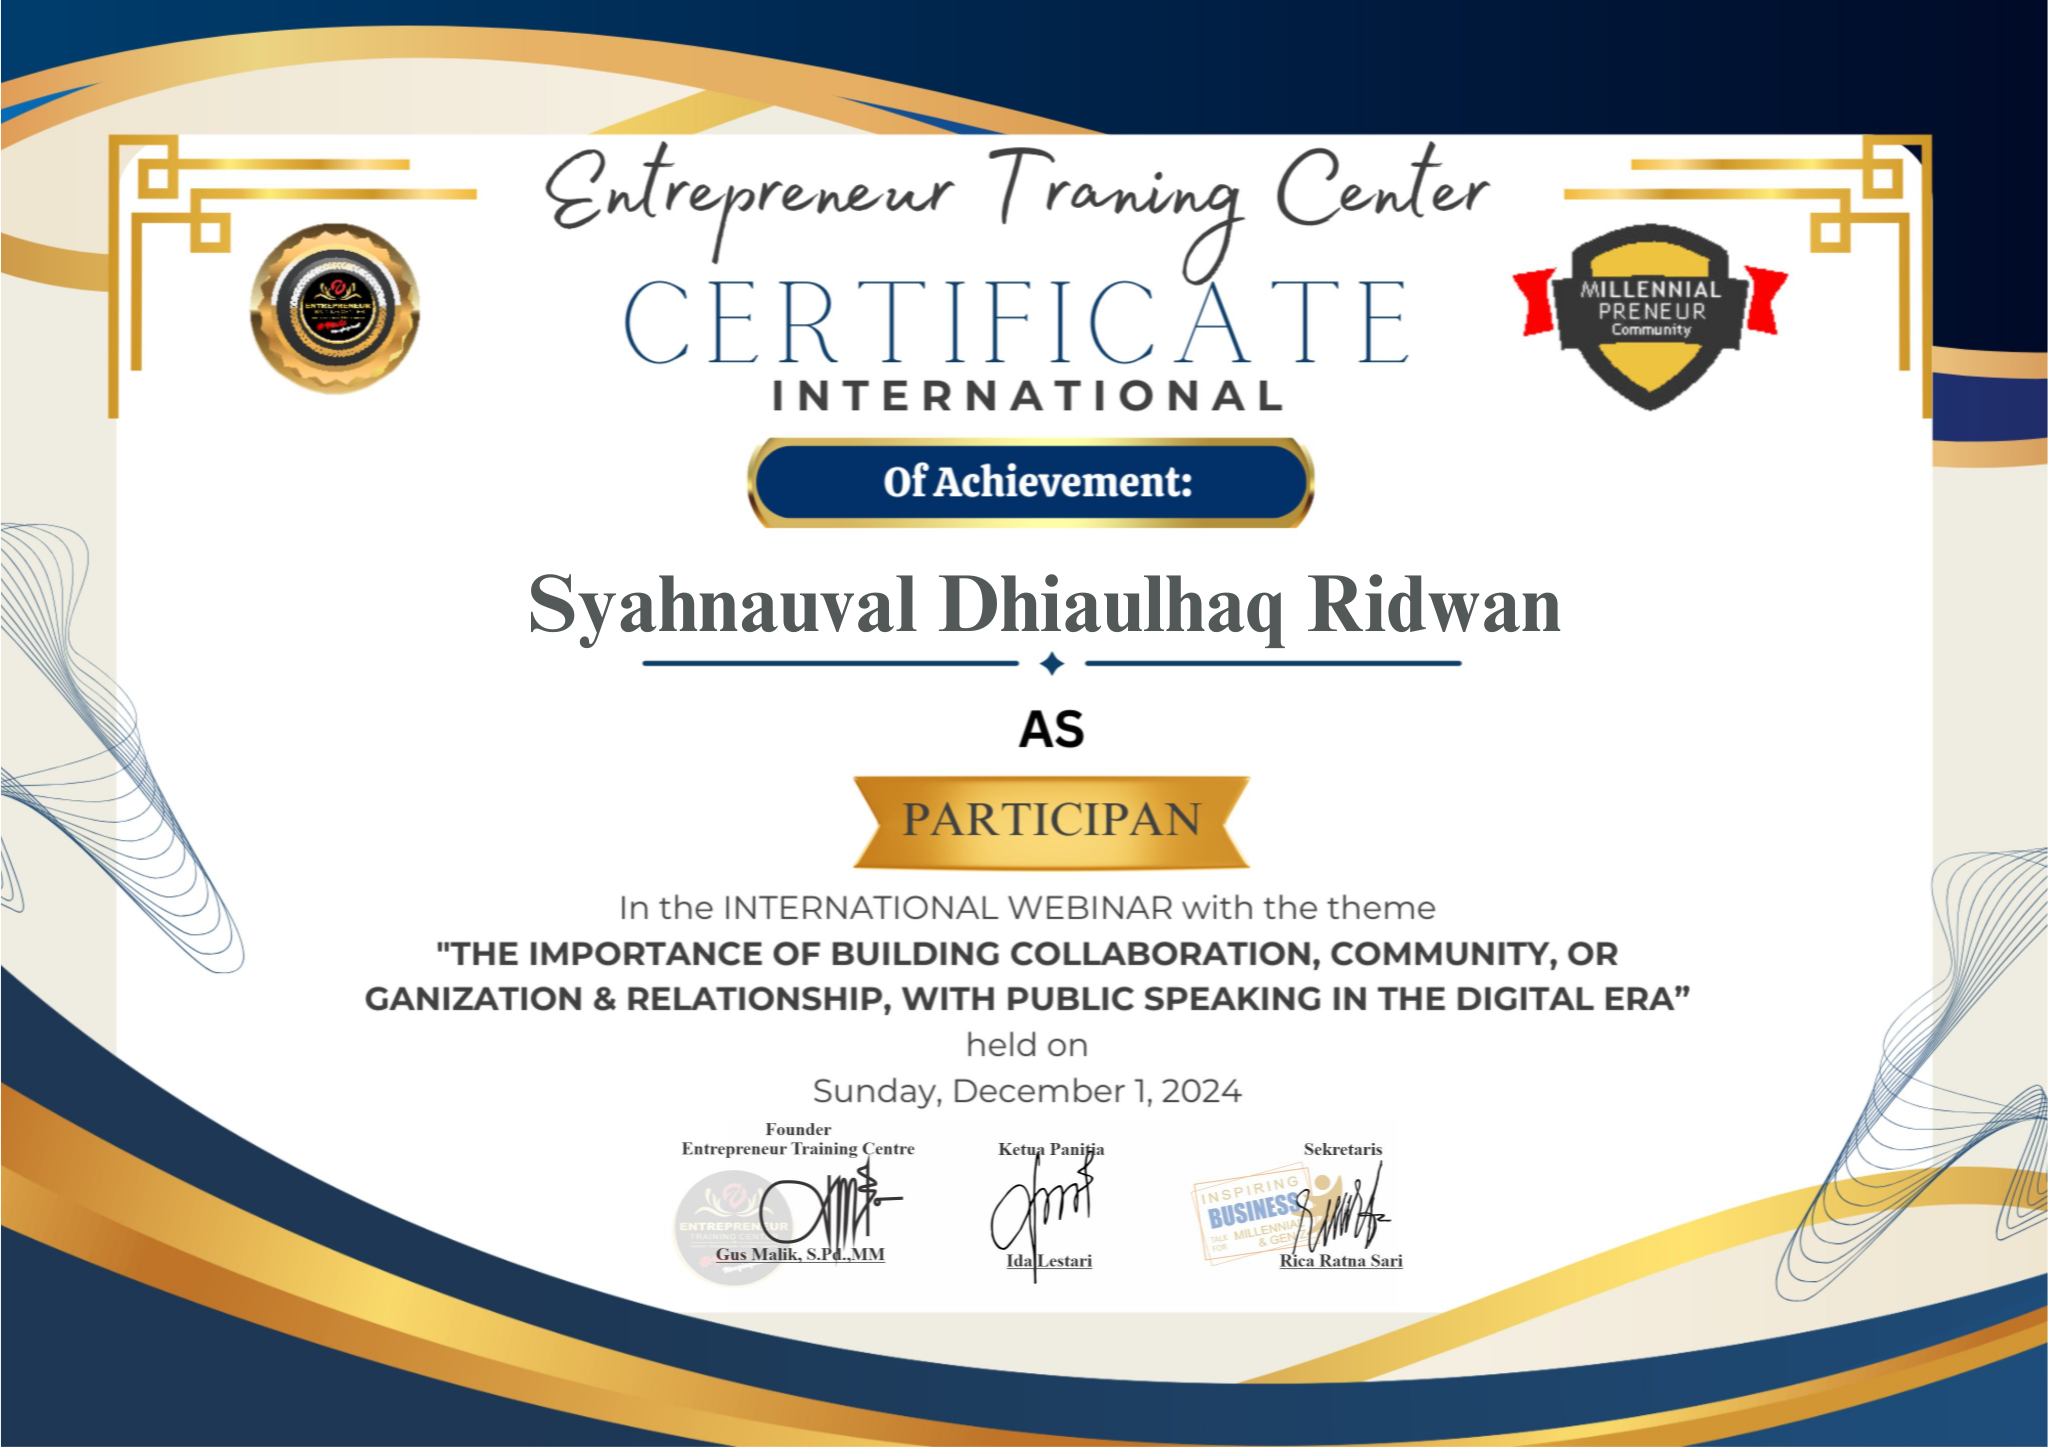 Entrepreneur Traning Center
CERTIFICATE
INTERNATIONAL
ENTREPRENEUR
MILLENNIAL
PRENEUR
Community
Of Achievement:
Syahnauval Dhiaulhaq Ridwan
AS
PARTICIPAN
In the INTERNATIONAL WEBINAR with the theme
"THE IMPORTANCE OF BUILDING COLLABORATION, COMMUNITY, OR
GANIZATION & RELATIONSHIP, WITH PUBLIC SPEAKING IN THE DIGITAL ERA”
held on
Sunday, December 1, 2024
Founder
Entrepreneur Training Centre
Ketua Panitia
Sekretaris
ENTREPRENEUR
TRAINING CENTRE
INSPIRING
BUSINESS
TALK FOR MILLENNIAL
& GEN Z
Gus Malik, S.Pd.,MM
Ida Lestari
Rica Ratna Sari